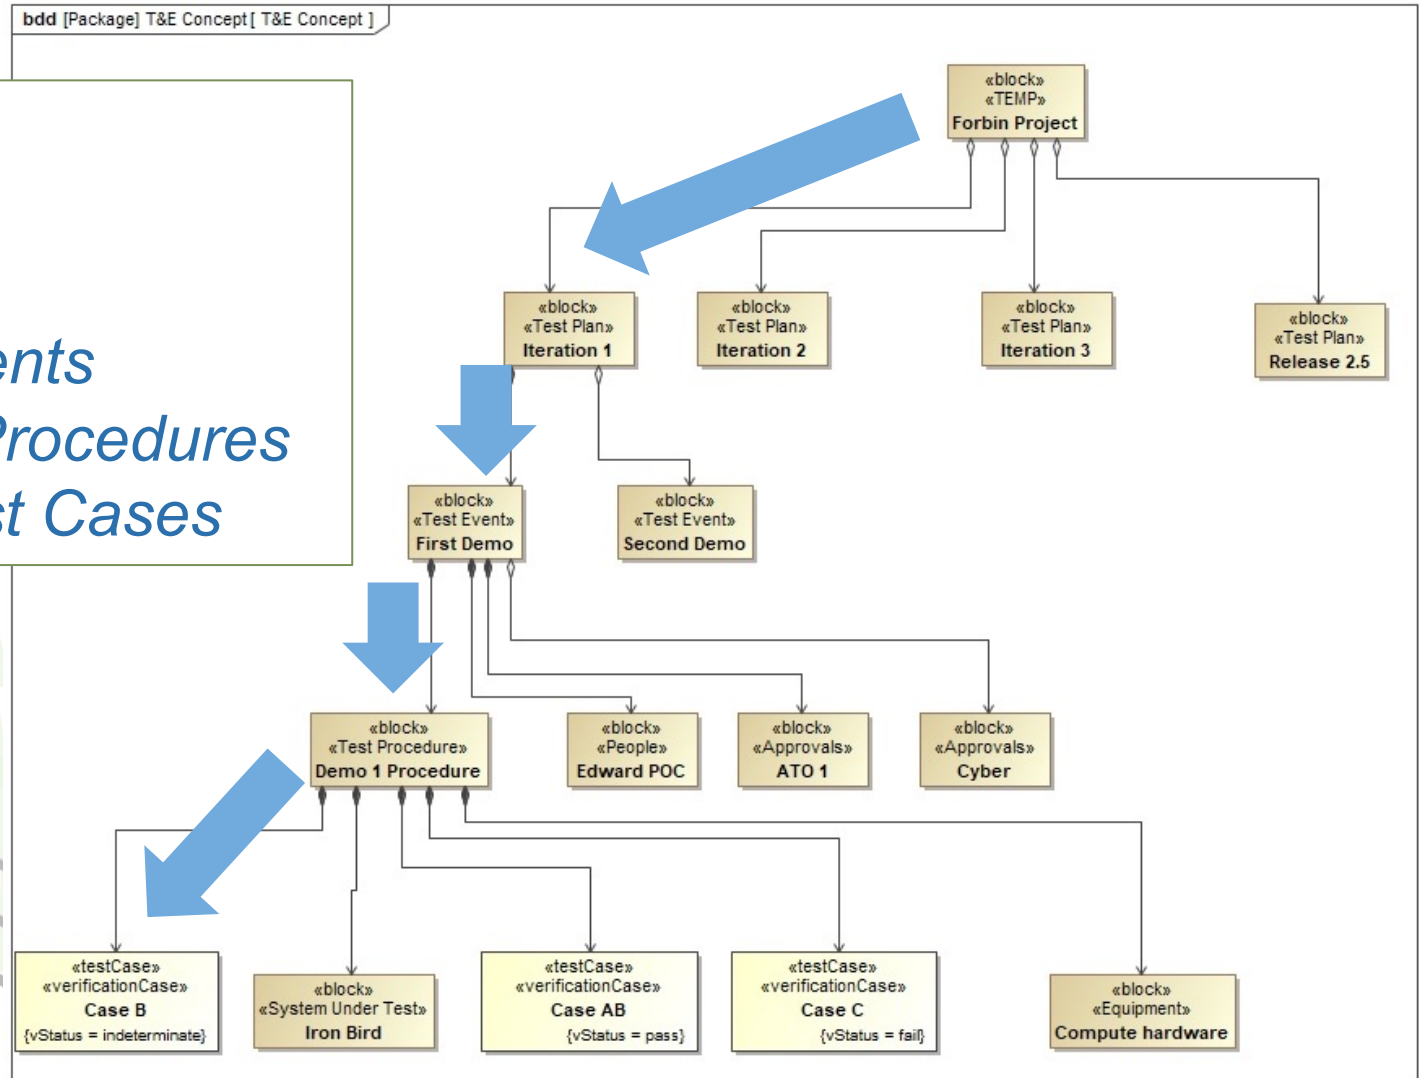 bdd [Package] T&E Concept[ T&E Concept ]
«block»
«TEMP»
Forbin Project
«block»
«Test Plan»
Iteration 1
«block»
«Test Plan»
Iteration 2
«block»
«Test Plan»
Iteration 3
«block»
«Test Plan»
Release 2.5
ents
Procedures
st Cases
«block»
«Test Event»
First Demo
«block»
«Test Event»
Second Demo
«block»
«Test Procedure»
Demo 1 Procedure
«block»
«People»
Edward POC
«block»
«Approvals»
ATO 1
«block»
«Approvals»
Cyber
«testCase»
«verificationCase»
Case B
{vStatus = indeterminate}
«block»
«System Under Test»
Iron Bird
«testCase»
«verificationCase»
Case AB
{vStatus = pass}
«testCase»
«verificationCase»
Case C
{vStatus = fail}
«block»
«Equipment»
Compute hardware